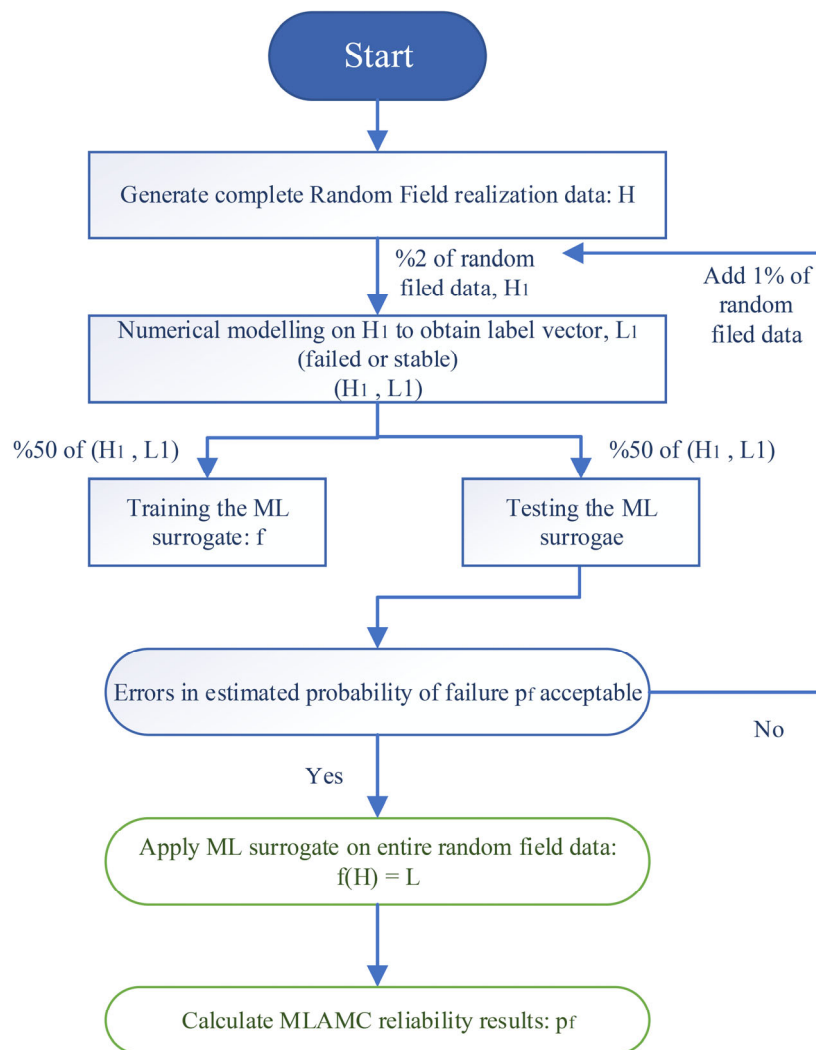 Start
Generate complete Random Field realization data: H
%2 of random
filed data, H1
Add 1% of
random
filed data
Numerical modelling on H1 to obtain label vector, L1
(failed or stable)
(H1 , L1)
%50 of (H1 , L1)
%50 of (H1 , L1)
Training the ML
surrogate: f
Testing the ML
surrogae
Errors in estimated probability of failure pf acceptable
No
Yes
Apply ML surrogate on entire random field data:
f(H) = L
Calculate MLAMC reliability results: pf